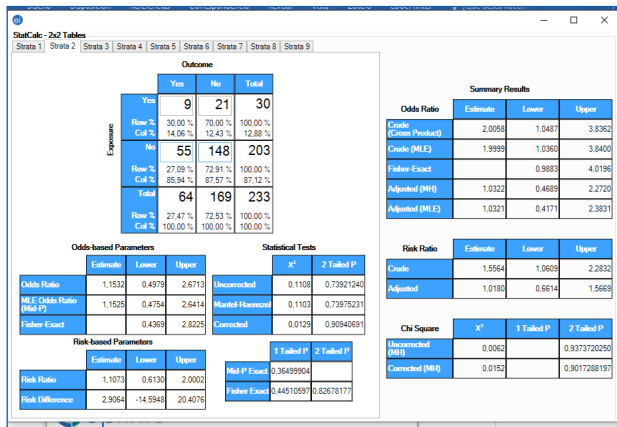 Diseño Disposición Referencias Correspondencia Revisar Vista Zotero
StatCalc - 2x2 Tables
Strata 1 Strata 2 Strata 3 Strata 4 Strata 5 Strata 6 Strata 7 Strata 8 Strata 9
Outcome
Yes No Total
Exposure
Yes 9 21 30
Row % 30,00 % 70,00 % 100,00 %
Col % 14,06 % 12,43 % 12,88 %
No 55 148 203
Row % 27,09 % 72,91 % 100,00 %
Col % 85,94 % 87,57 % 87,12 %
Total 64 169 233
Row % 27,47 % 72,53 % 100,00 %
Col % 100,00 % 100,00 % 100,00 %
Odds-based Parameters
Estimate Lower Upper
Odds Ratio 1,1532 0,4979 2,6713
MLE Odds Ratio (Mid-P) 1,1525 0,4754 2,6414
Fisher-Exact 0,4369 2,8225
Risk-based Parameters
Estimate Lower Upper
Risk Ratio 1,1073 0,6130 2,0002
Risk Difference 2,9064 -14,5948 20,4076
Statistical Tests
X² 2 Tailed P
Uncorrected 0,1108 0,73921240
Mantel-Haenszel 0,1103 0,73975231
Corrected 0,0129 0,90940691
1 Tailed P 2 Tailed P
Mid-P Exact 0,36499904
Fisher Exac 0,44510597 0,82678177
Summary Results
Odds Ratio Estimate Lower Upper
Crude (Cross Product) 2,0058 1,0487 3,8362
Crude (MLE) 1,9999 1,0360 3,8400
Fisher-Exact 0,9883 4,0196
Adjusted (MH) 1,0322 0,4689 2,2720
Adjusted (MLE) 1,0321 0,4171 2,3831
Risk Ratio Estimate Lower Upper
Crude 1,5564 1,0609 2,2832
Adjusted 1,0180 0,6614 1,5669
Chi Square X² 1 Tailed P 2 Tailed P
Uncorrected (MH) 0,0062 0,9373720250
Corrected (MH) 0,0152 0,9017288197